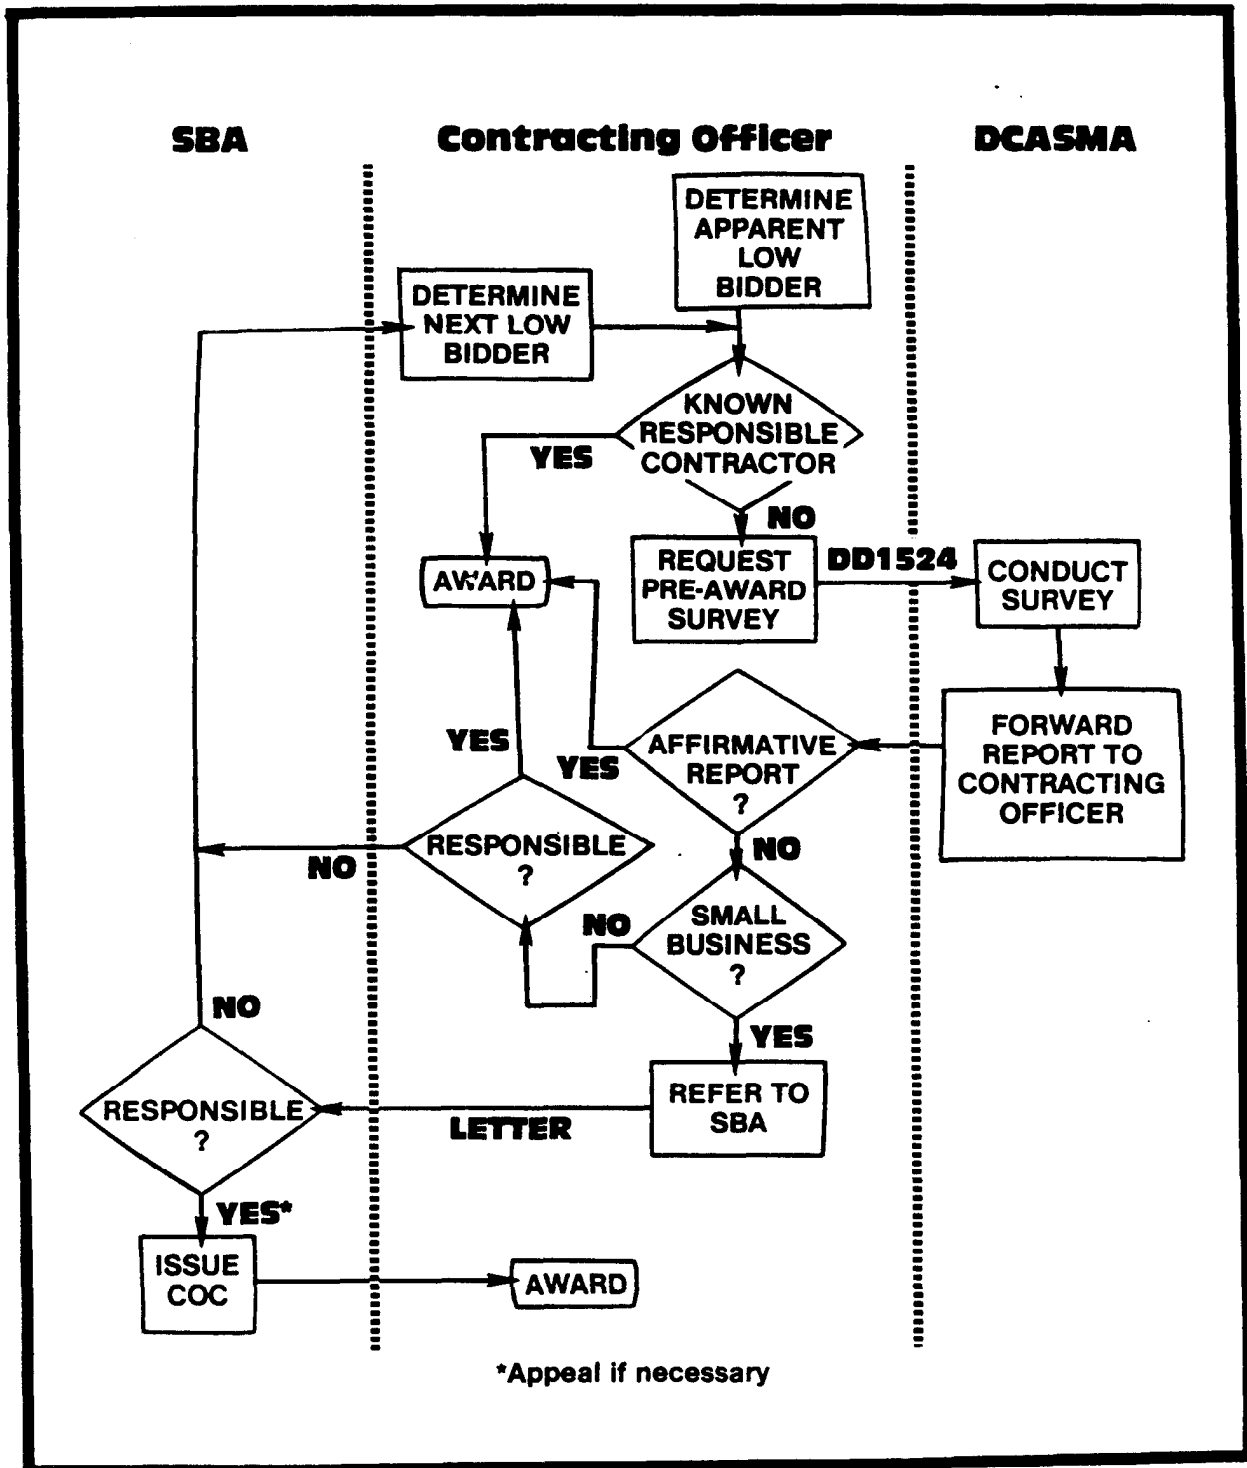 SBA
Contracting Officer
DCASMA
DETERMINE
APPARENT
LOW
BIDDER
DETERMINE
NEXT LOW
BIDDER
KNOWN
RESPONSIBLE
CONTRACTOR
YES
NO
AWARD
REQUEST
PRE-AWARD
SURVEY
DD1524
CONDUCT
SURVEY
FORWARD
REPORT TO
CONTRACTING
OFFICER
AFFIRMATIVE
REPORT
?
YES
YES
NO
RESPONSIBLE
?
NO
SMALL
BUSINESS
?
NO
YES
REFER TO
SBA
LETTER
NO
RESPONSIBLE
?
YES*
ISSUE
COC
AWARD
*Appeal if necessary